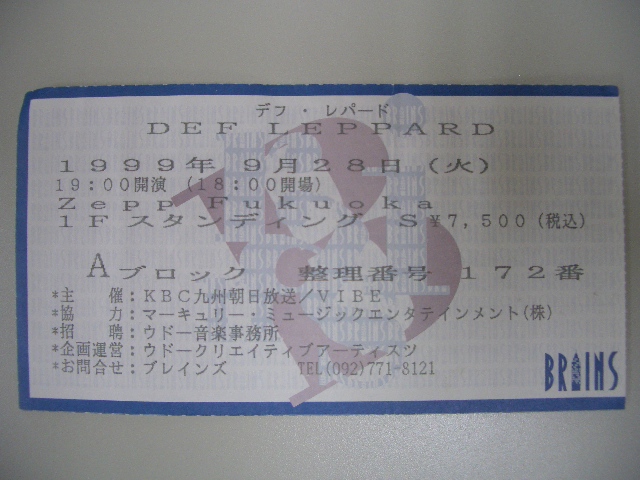 デフ・レパード
DEF LEPPARD
1999年 9月28日(火)
19:00開演 (18:00開場)
Zepp Fukuoka
1F スタンディング S ¥7,500(税込)
Aブロック 整理番号 172番
*主　催:KBC九州朝日放送/VIBE
*協　力:マーキュリー・ミュージックエンタテインメント(株)
*招　聘:ウドー音楽事務所
*企画運営:ウドークリエイティブアーティスツ
*お問合せ:ブレインズ TEL(092)771-8121
BRAINS